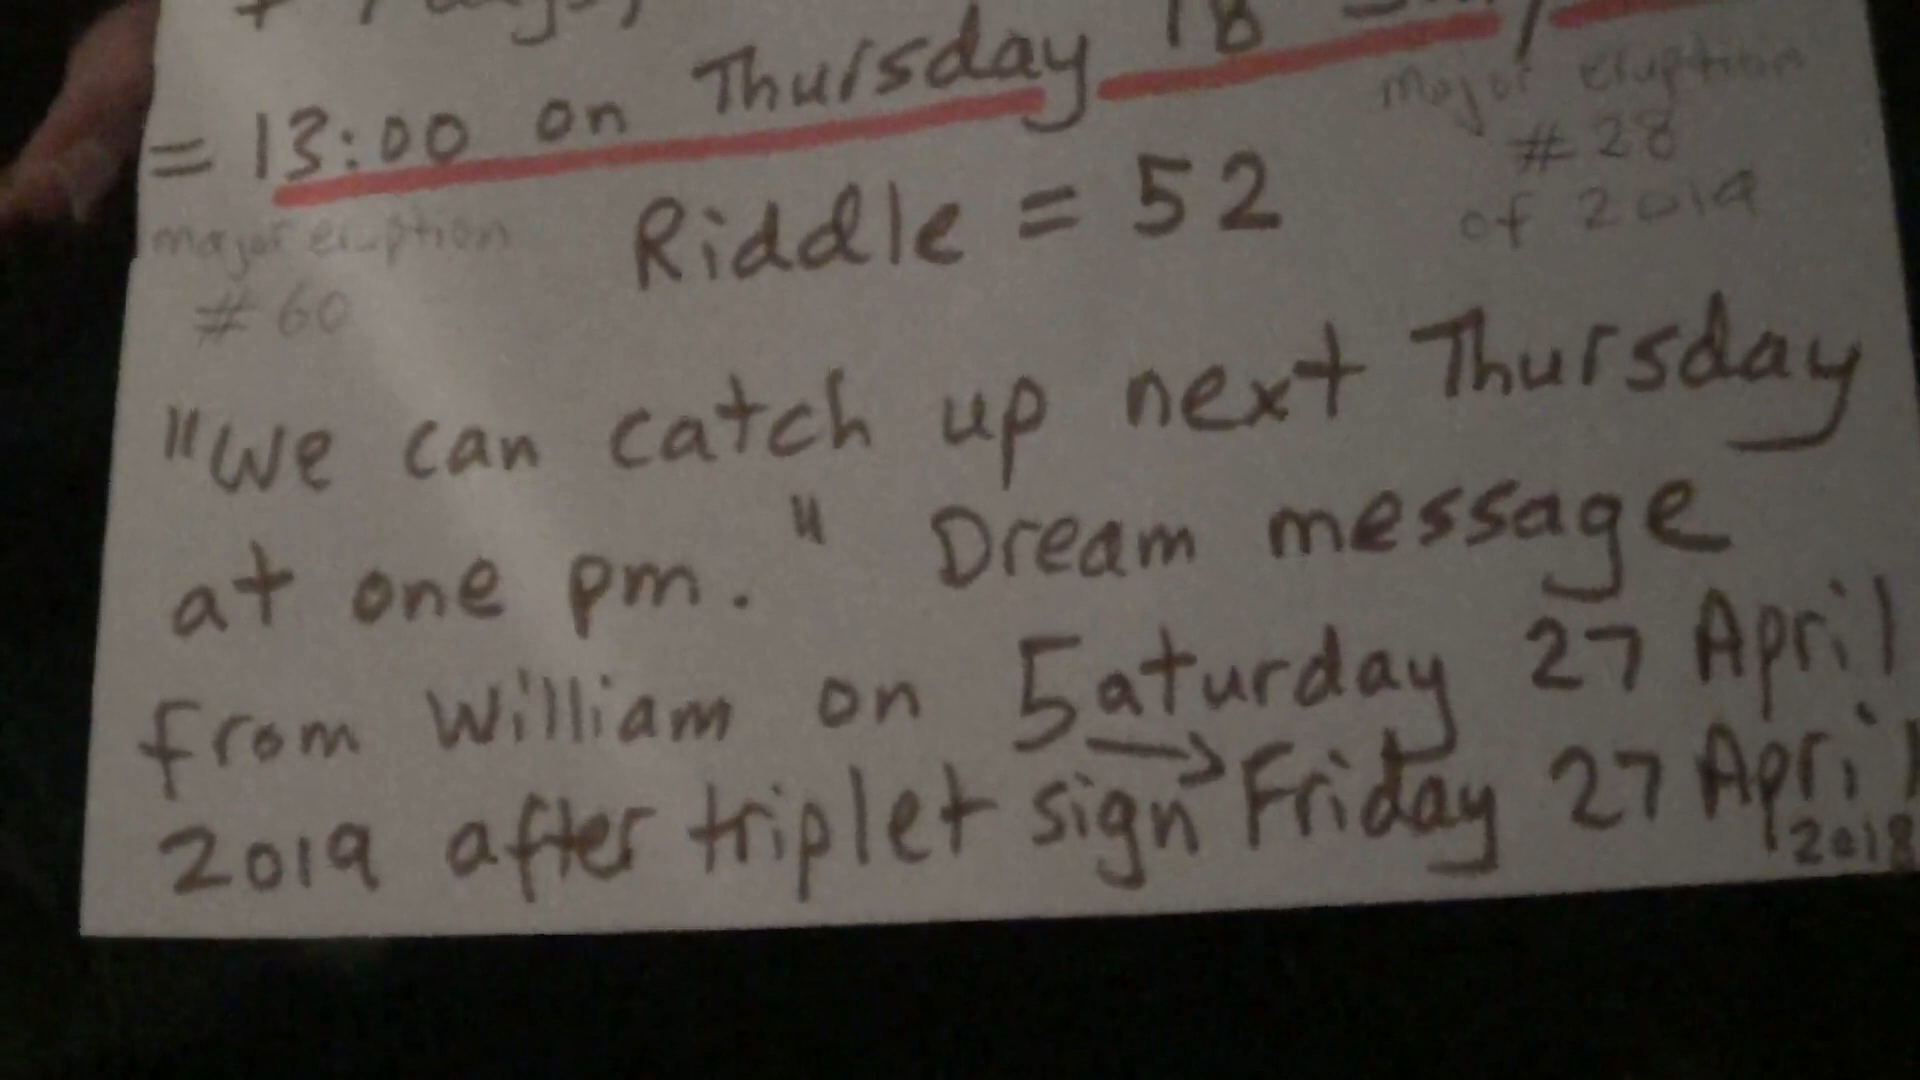 + 7 days,
= 13:00 on Thursday 18
major eruption
# 28
of 2019
Riddle = 52
major eruption
# 60
"We can catch up next Thursday
at one pm." Dream message
from William on Saturday 27 April
2019 after triplet sign → Friday 27 April
2018